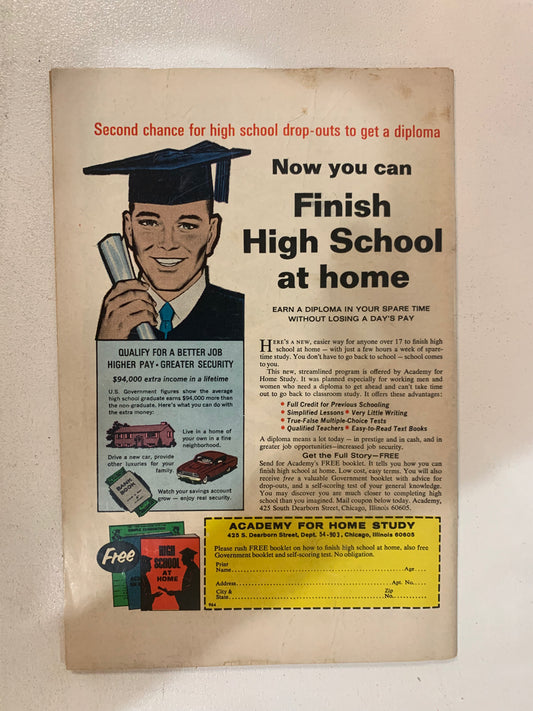 Second chance for high school drop-outs to get a diploma
Now you can
Finish
High School
at home
EARN A DIPLOMA IN YOUR SPARE TIME
WITHOUT LOSING A DAY'S PAY
QUALIFY FOR A BETTER JOB
HIGHER PAY • GREATER SECURITY
$94,000 extra income in a lifetime
U.S. Government figures show the average
high school graduate earns $94,000 more than
the non-graduate. Here's what you can do with
the extra money:
Live in a home of
your own in a fine
neighborhood.
Drive a new car, provide
other luxuries for your
family.
BANK
BOOK
Watch your savings account
grow — enjoy real security.
HERE'S A NEW, easier way for anyone over 17 to finish high
school at home — with just a few hours a week of spare-
time study. You don't have to go back to school — school comes
to you.
This new, streamlined program is offered by Academy For
Home Study. It was planned especially for working men and
women who need a diploma to get ahead and can't take time
out to go back to classroom study. It offers these advantages:
• Full Credit for Previous Schooling
• Simplified Lessons • Very Little Writing
• True-False Multiple-Choice Tests
• Qualified Teachers • Easy-to-Read Text Books
A diploma means a lot today – in prestige and in cash, and in
greater job opportunities—increased job security.
Get the Full Story—FREE
Send for Academy's FREE booklet. It tells you how you can
finish high school at home. Low cost, easy terms. You will also
receive free a valuable Government booklet with advice for
drop-outs, and a self-scoring test of your general knowledge.
You may discover you are much closer to completing high
school than you imagined. Mail coupon below today. Academy,
425 South Dearborn Street, Chicago, Illinois 60605.
Free
HIGH
SCHOOL
AT
HOME
ACADEMY FOR HOME STUDY
425 S. Dearborn Street, Dept. 54-903, Chicago, Illinois 60605
Please rush FREE booklet on how to finish high school at home, also free
Government booklet and self-scoring test. No obligation.
Print
Name Age
Address Apt. No.
City & Zip
State No.